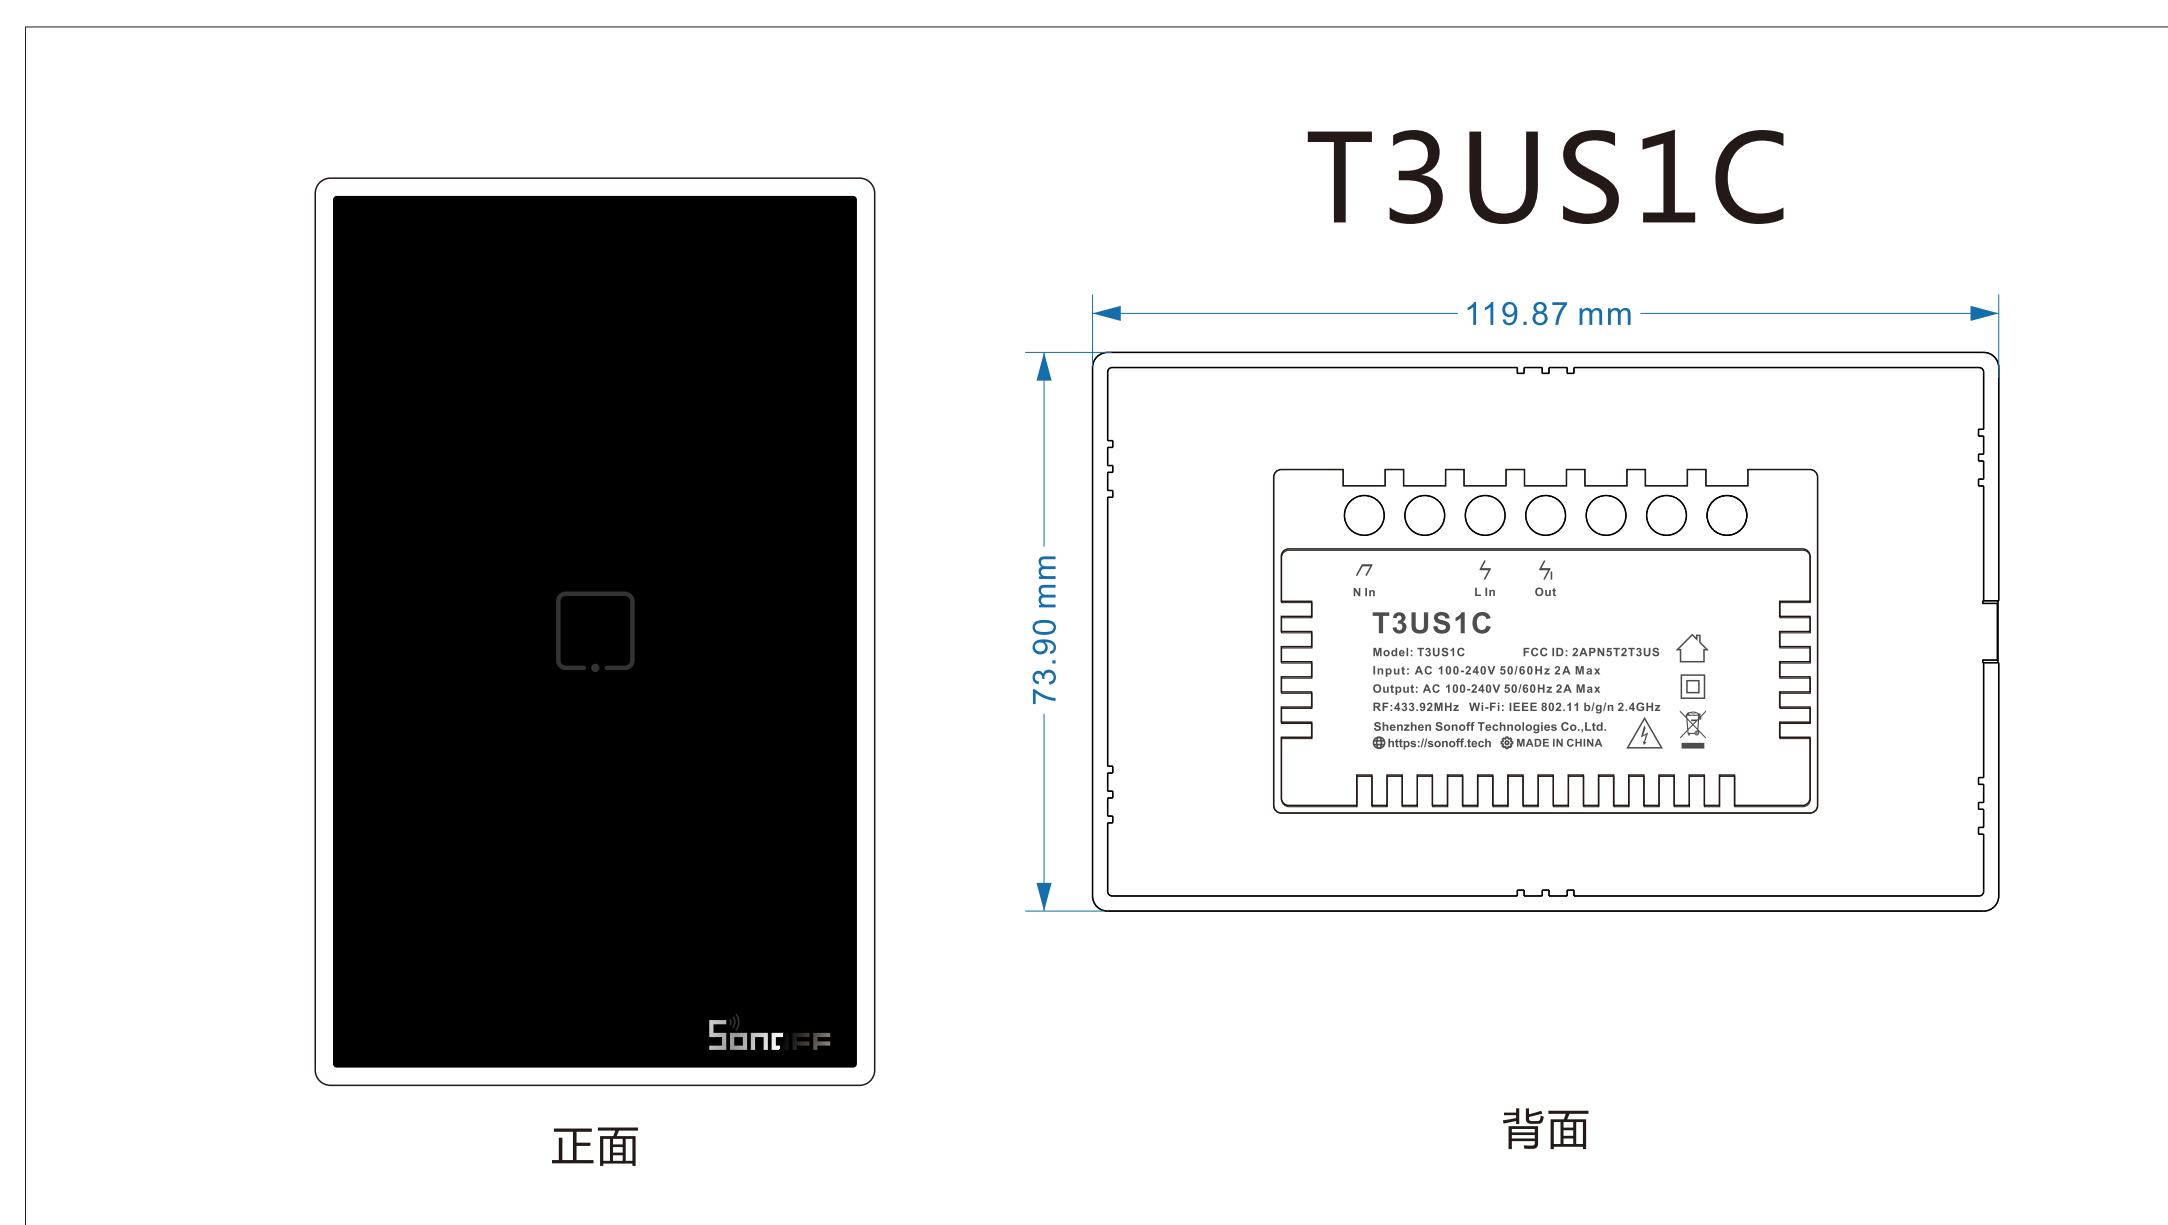 T3US1C
119.87 mm
73.90 mm
N In
L In
Out
T3US1C
Model: T3US1C FCC ID: 2APN5T2T3US
Input: AC 100-240V 50/60Hz 2A Max
Output: AC 100-240V 50/60Hz 2A Max
RF:433.92MHz Wi-Fi: IEEE 802.11 b/g/n 2.4GHz
Shenzhen Sonoff Technologies Co.,Ltd.
https://sonoff.tech MADE IN CHINA
SonoFF
正面
背面